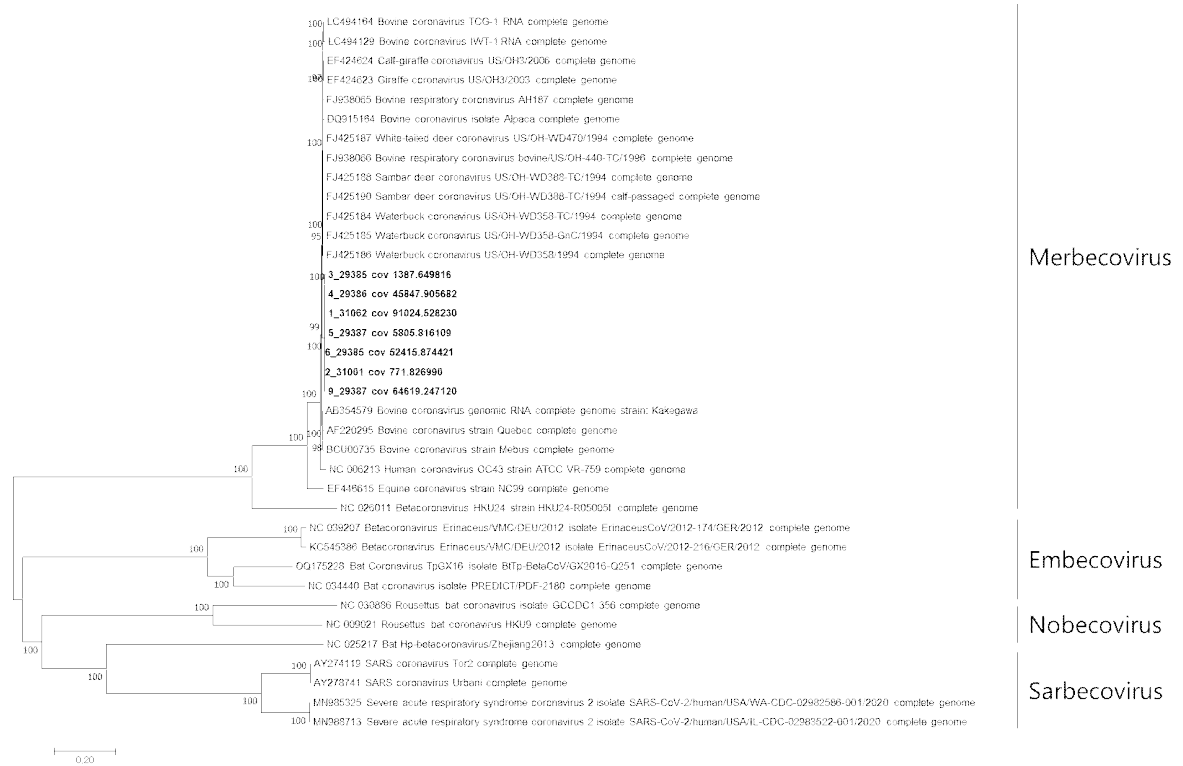 100 LC494164 Bovine coronavirus TCG-1 RNA complete genome
100 LC494129 Bovine coronavirus IWT-1 RNA complete genome
EF424624 Calf-giraffe coronavirus US/OH3/2006 complete genome
EF424623 Giraffe coronavirus US/OH3/2003 complete genome
FJ938065 Bovine respiratory coronavirus AH187 complete genome
DQ915164 Bovine coronavirus isolate Alpaca complete genome
100 FJ425187 White-tailed deer coronavirus US/OH-WD470/1994 complete genome
FJ938066 Bovine respiratory coronavirus bovine/US/OH-440-TC/1996 complete genome
FJ425188 Sambar deer coronavirus US/OH-WD388-TC/1994 complete genome
FJ425190 Sambar deer coronavirus US/OH-WD388-TC/1994 calf-passaged complete genome
FJ425184 Waterbuck coronavirus US/OH-WD358-TC/1994 complete genome
100
95 FJ425185 Waterbuck coronavirus US/OH-WD358-GnC/1994 complete genome
FJ425186 Waterbuck coronavirus US/OH-WD358/1994 complete genome
Merbecovirus
100 3_29385 cov 1387.649816
4_29386 cov 45847.905682
1_31062 cov 91024.528230
99 5_29387 cov 5805.816109
100 6_29385 cov 52415.874421
2_31061 cov 771.826996
100 9_29387 cov 64619.247120
AB354579 Bovine coronavirus genomic RNA complete genome strain: Kakegawa
100 100 AF220295 Bovine coronavirus strain Quebec complete genome
98 BCU00735 Bovine coronavirus strain Mebus complete genome
100 NC 006213 Human coronavirus OC43 strain ATCC VR-759 complete genome
EF446615 Equine coronavirus strain NC99 complete genome
NC 026011 Betacoronavirus HKU24 strain HKU24-R05005I complete genome
100 NC 039207 Betacoronavirus Erinaceus/VMC/DEU/2012 isolate ErinaceusCoV/2012-174/GER/2012 complete genome
100 KC545386 Betacoronavirus Erinaceus/VMC/DEU/2012 isolate ErinaceusCoV/2012-216/GER/2012 complete genome
Embecovirus
OQ175228 Bat Coronavirus TpGX16 isolate BtTp-BetaCoV/GX2016-Q251 complete genome
100 NC 034440 Bat coronavirus isolate PREDICT/PDF-2180 complete genome
100 NC 030886 Rousettus bat coronavirus isolate GCCDC1 356 complete genome
NC 009021 Rousettus bat coronavirus HKU9 complete genome
Nobecovirus
100 NC 025217 Bat Hp-betacoronavirus/Zhejiang2013 complete genome
100 AY274119 SARS coronavirus Tor2 complete genome
100 AY278741 SARS coronavirus Urbani complete genome
Sarbecovirus
100 MN985325 Severe acute respiratory syndrome coronavirus 2 isolate SARS-CoV-2/human/USA/WA-CDC-02982586-001/2020 complete genome
100 MN988713 Severe acute respiratory syndrome coronavirus 2 isolate SARS-CoV-2/human/USA/IL-CDC-02983522-001/2020 complete genome
0.20